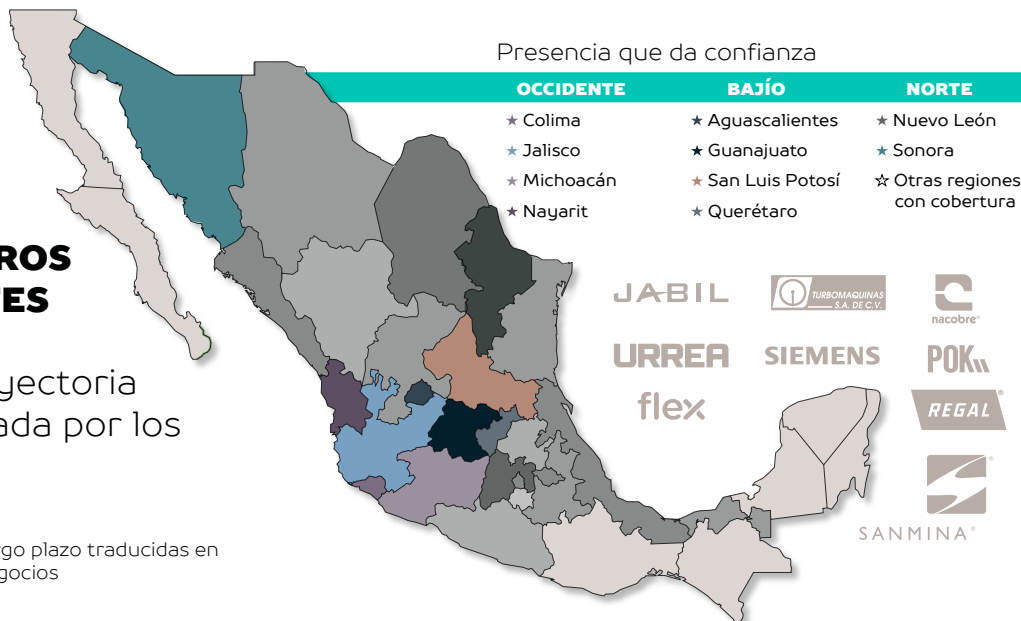 Presencia que da confianza
OCCIDENTE
★ Colima
★ Jalisco
★ Michoacán
★ Nayarit
BAJÍO
★ Aguascalientes
★ Guanajuato
★ San Luis Potosí
★ Querétaro
NORTE
★ Nuevo León
★ Sonora
☆ Otras regiones
con cobertura
ROS
TES
yectoria
ada por los
rgo plazo traducidas en
gocios
JABIL
TURBOMAQUINAS
S.A. DE C.V.
nacobre®
URREA
SIEMENS
POK
flex
REGAL®
SANMINA®